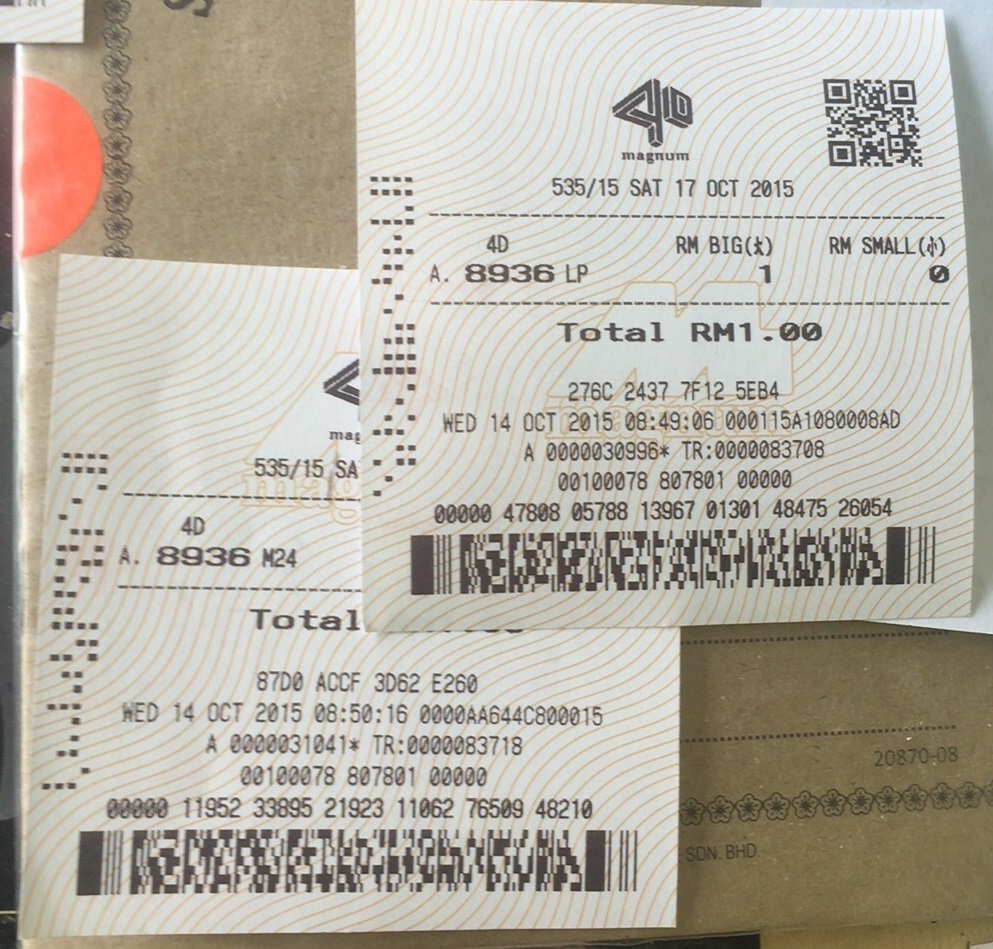 magnum
535/15 SAT 17 OCT 2015
4D RM BIG(大) RM SMALL(小)
A. 8936 LP 1 0
Total RM1.00
276C 2437 7F12 5EB4
WED 14 OCT 2015 08:49:06 000115A1080008AD
A 0000030996* TR:0000083708
00100078 807801 00000
00000 47808 05788 13967 01301 48475 26054
mag
535/15 SA
4D
A. 8936 M24
Total
87D0 ACCF 3D62 E260
WED 14 OCT 2015 08:50:16 0000AA644C800015
A 0000031041* TR:0000083718
00100078 807801 00000
00000 11952 33895 21923 11062 76509 48210
20870-08
SDN. BHD.